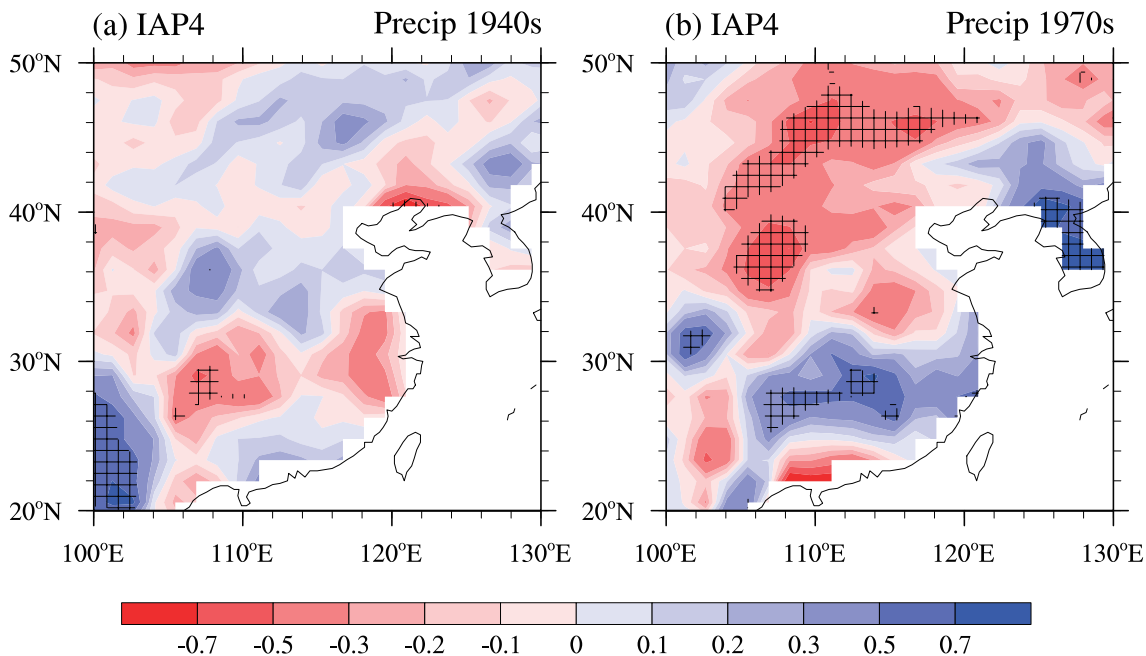 (a) IAP4 Precip 1940s (b) IAP4 Precip 1970s
50°N 50°N
40°N 40°N
30°N 30°N
20°N 20°N
100°E 110°E 120°E 130°E 100°E 110°E 120°E 130°E
-0.7 -0.5 -0.3 -0.2 -0.1 0 0.1 0.2 0.3 0.5 0.7